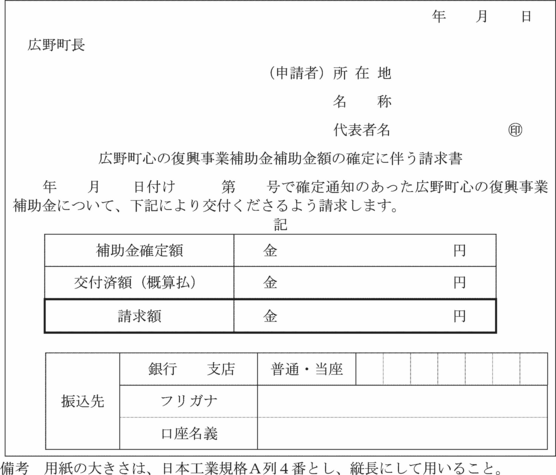 年　　月　　日
広野町長
（申請者）所 在 地
名　　称
代表者名　　　　　　　　㊞
広野町心の復興事業補助金補助金額の確定に伴う請求書
年　　月　　日付け　　　第　　号で確定通知のあった広野町心の復興事業
補助金について、下記により交付くださるよう請求します。
記
補助金確定額　　金　　円
交付済額（概算払）　　金　　円
請求額　　金　　円
振込先
銀行　　支店　　普通・当座
フリガナ
口座名義
備考　用紙の大きさは、日本工業規格Ａ列４番とし、縦長にして用いること。